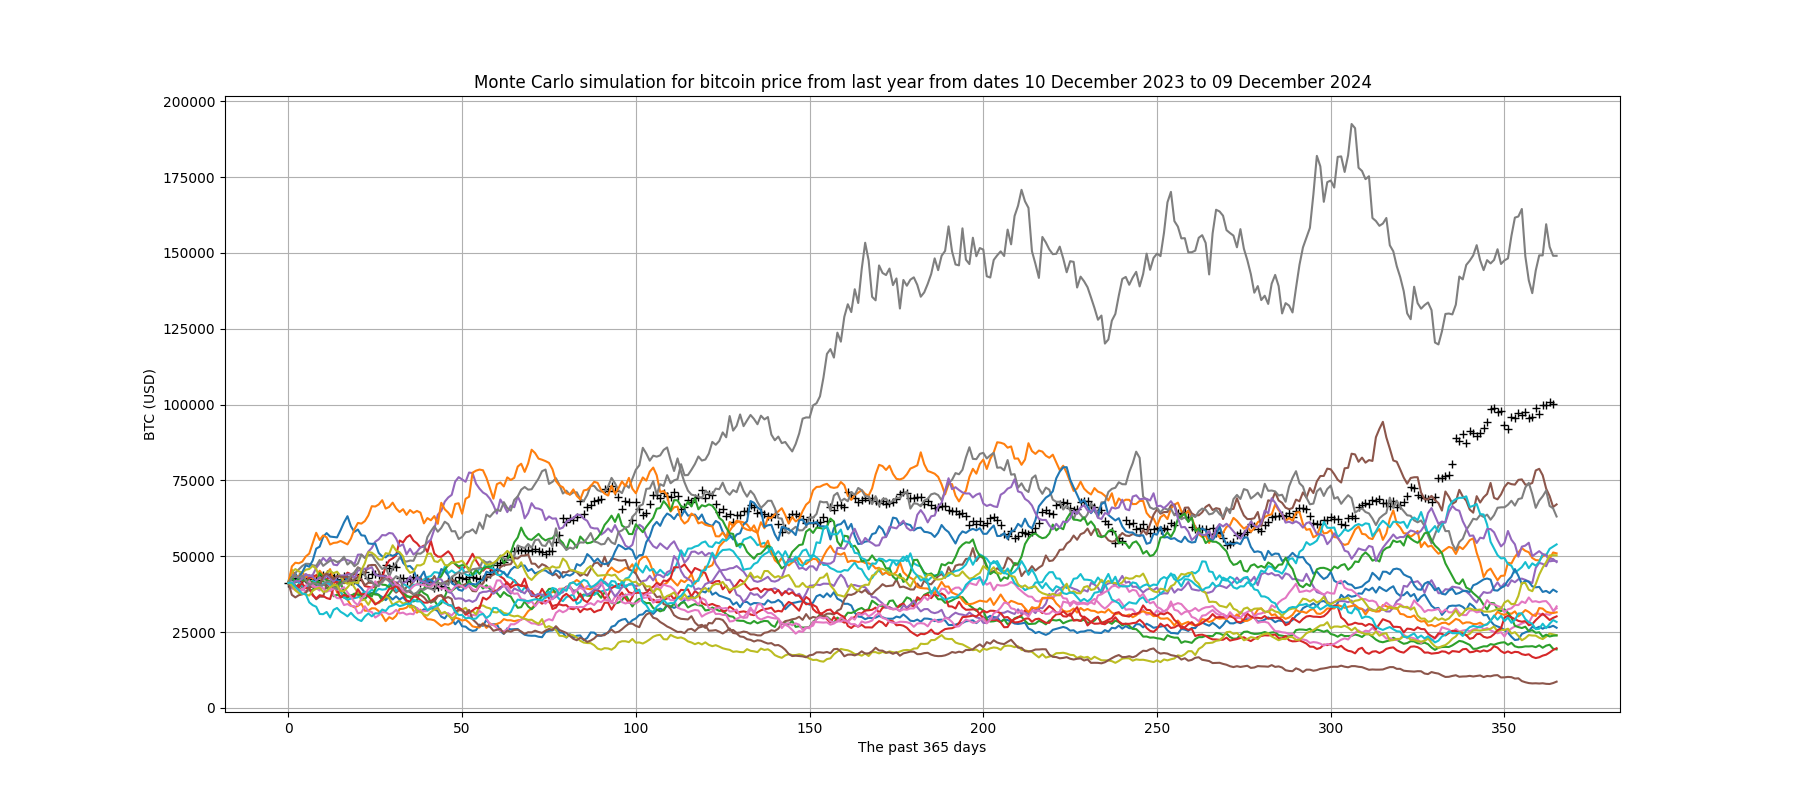 Monte Carlo simulation for bitcoin price from last year from dates 10 December 2023 to 09 December 2024
200000
175000
150000
125000
100000
75000
50000
25000
0
BTC (USD)
0 50 100 150 200 250 300 350
The past 365 days